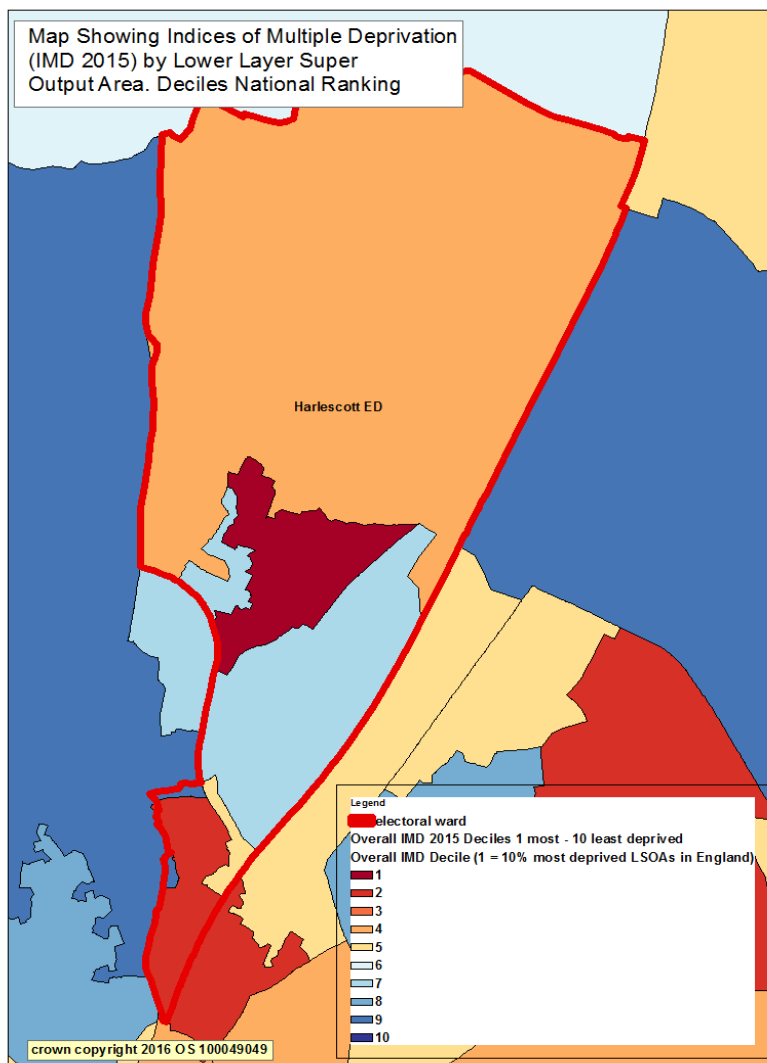 Map Showing Indices of Multiple Deprivation
(IMD 2015) by Lower Layer Super
Output Area. Deciles National Ranking
Harlescott ED
Legend
electoral ward
Overall IMD 2015 Deciles 1 most - 10 least deprived
Overall IMD Decile (1 = 10% most deprived LSOAs in England)
1
2
3
4
5
6
7
8
9
10
crown copyright 2016 OS 100049049